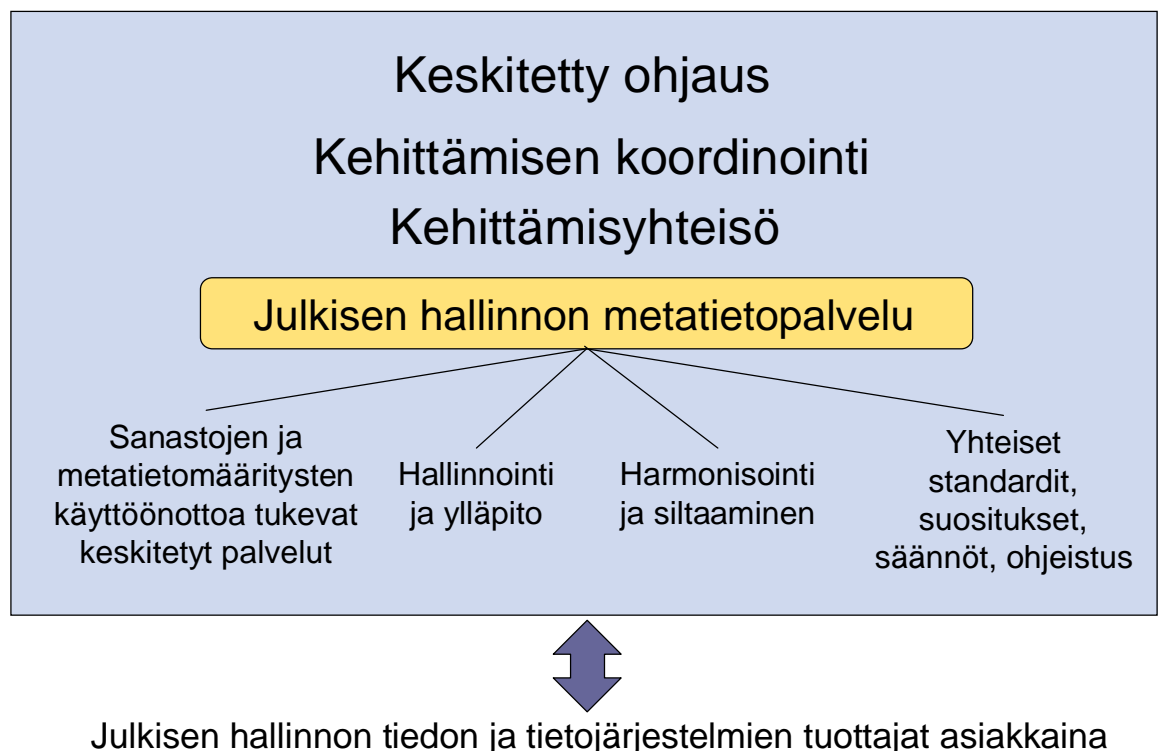 Keskitetty ohjaus
Kehittämisen koordinointi
Kehittämisyhteisö
Julkisen hallinnon metatietopalvelu
Sanastojen ja
metatietomääritysten
käyttöönottoa tukevat
keskitetyt palvelut
Hallinnointi
ja ylläpito
Harmonisointi
ja siltaaminen
Yhteiset
standardit,
suositukset,
säännöt, ohjeistus
Julkisen hallinnon tiedon ja tietojärjestelmien tuottajat asiakkaina